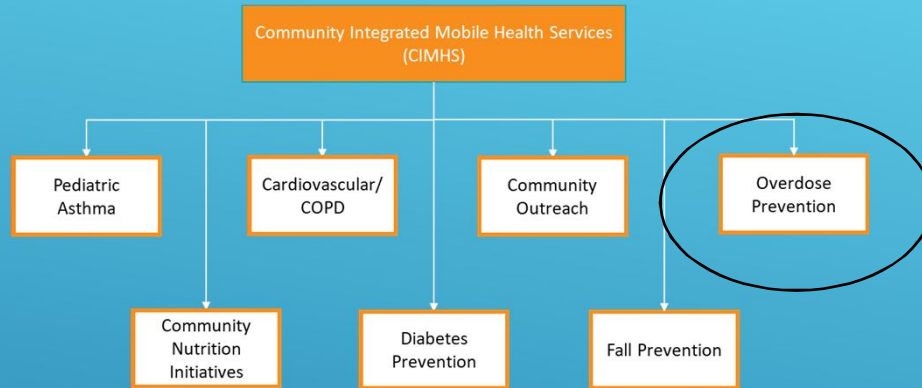 Community Integrated Mobile Health Services
(CIMHS)
Pediatric
Asthma
Cardiovascular/
COPD
Community
Outreach
Overdose
Prevention
Community
Nutrition
Initiatives
Diabetes
Prevention
Fall Prevention